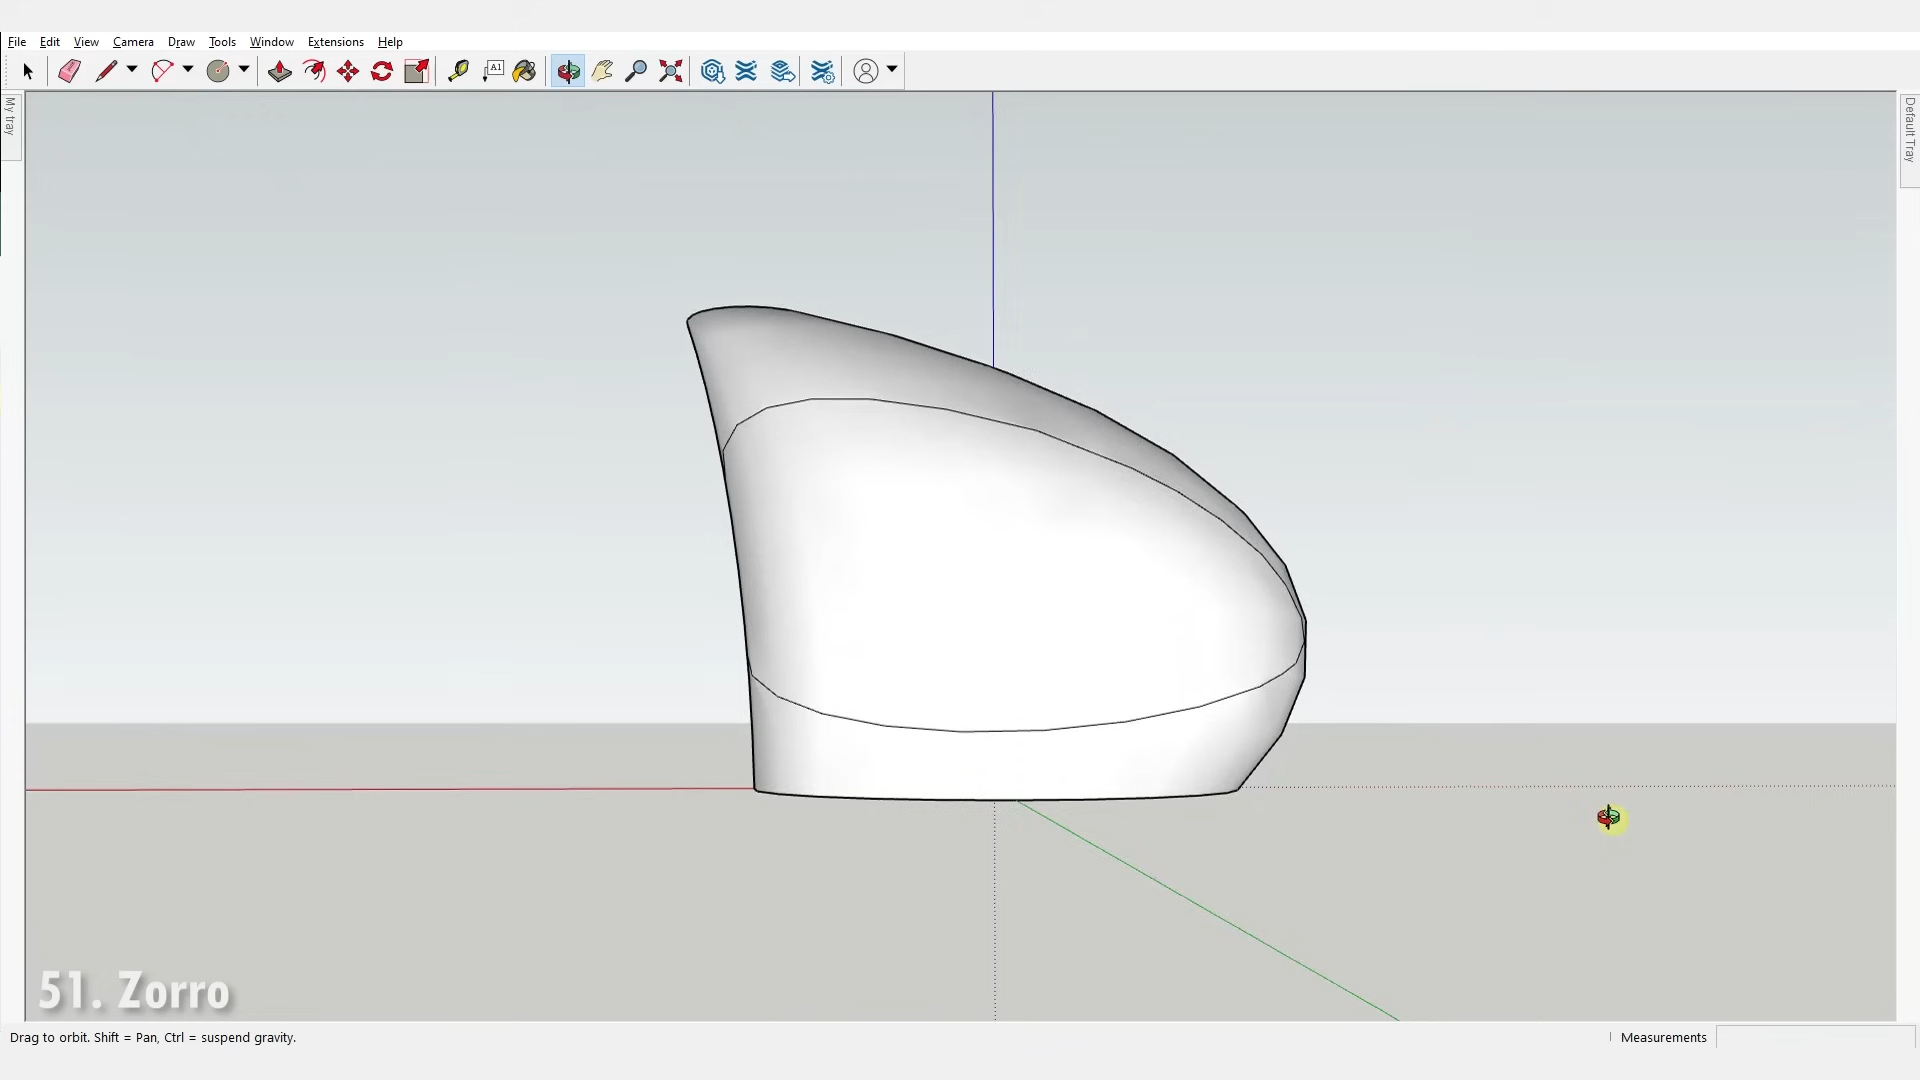 File Edit View Camera Draw Tools Window Extensions Help
A1
My tray
Default Tray
51. Zorro
Drag to orbit. Shift = Pan, Ctrl = suspend gravity.
Measurements